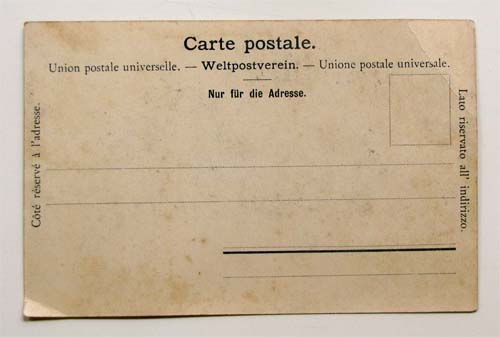 Carte postale.
Union postale universelle. — Weltpostverein. — Unione postale universale.
Nur für die Adresse.
Côté réservé à l'adresse.
Lato riservato all' indirizzo.